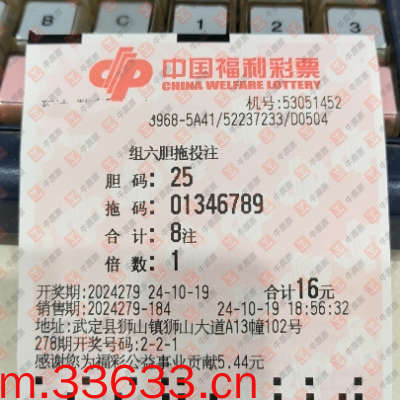 8 C 1 2 C
中国福利彩票
CHINA WELFARE LOTTERY
机号:53051452
J968-5A41/52237233/D0504
组六胆拖投注
胆码:25
拖码:01346789
合计:8注
倍数:1
开奖期:2024279 24-10-19 合计16元
销售期:2024279-184 24-10-19 18:56:32
地址:武定县狮山镇狮山大道A13幢102号
278期开奖号码:2-2-1
感谢您为福彩公益事业贡献5.44元
m.33633.cn